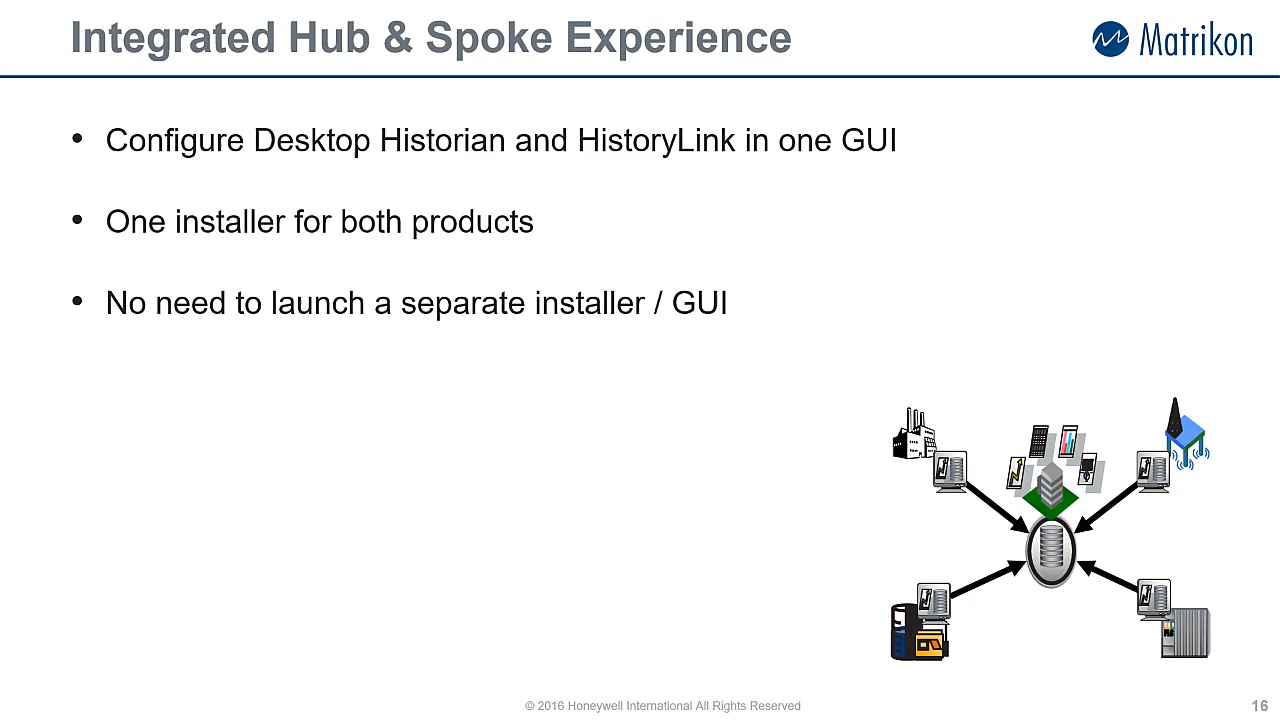 Integrated Hub & Spoke Experience
Matrikon
• Configure Desktop Historian and HistoryLink in one GUI
• One installer for both products
• No need to launch a separate installer / GUI
© 2016 Honeywell International All Rights Reserved
16